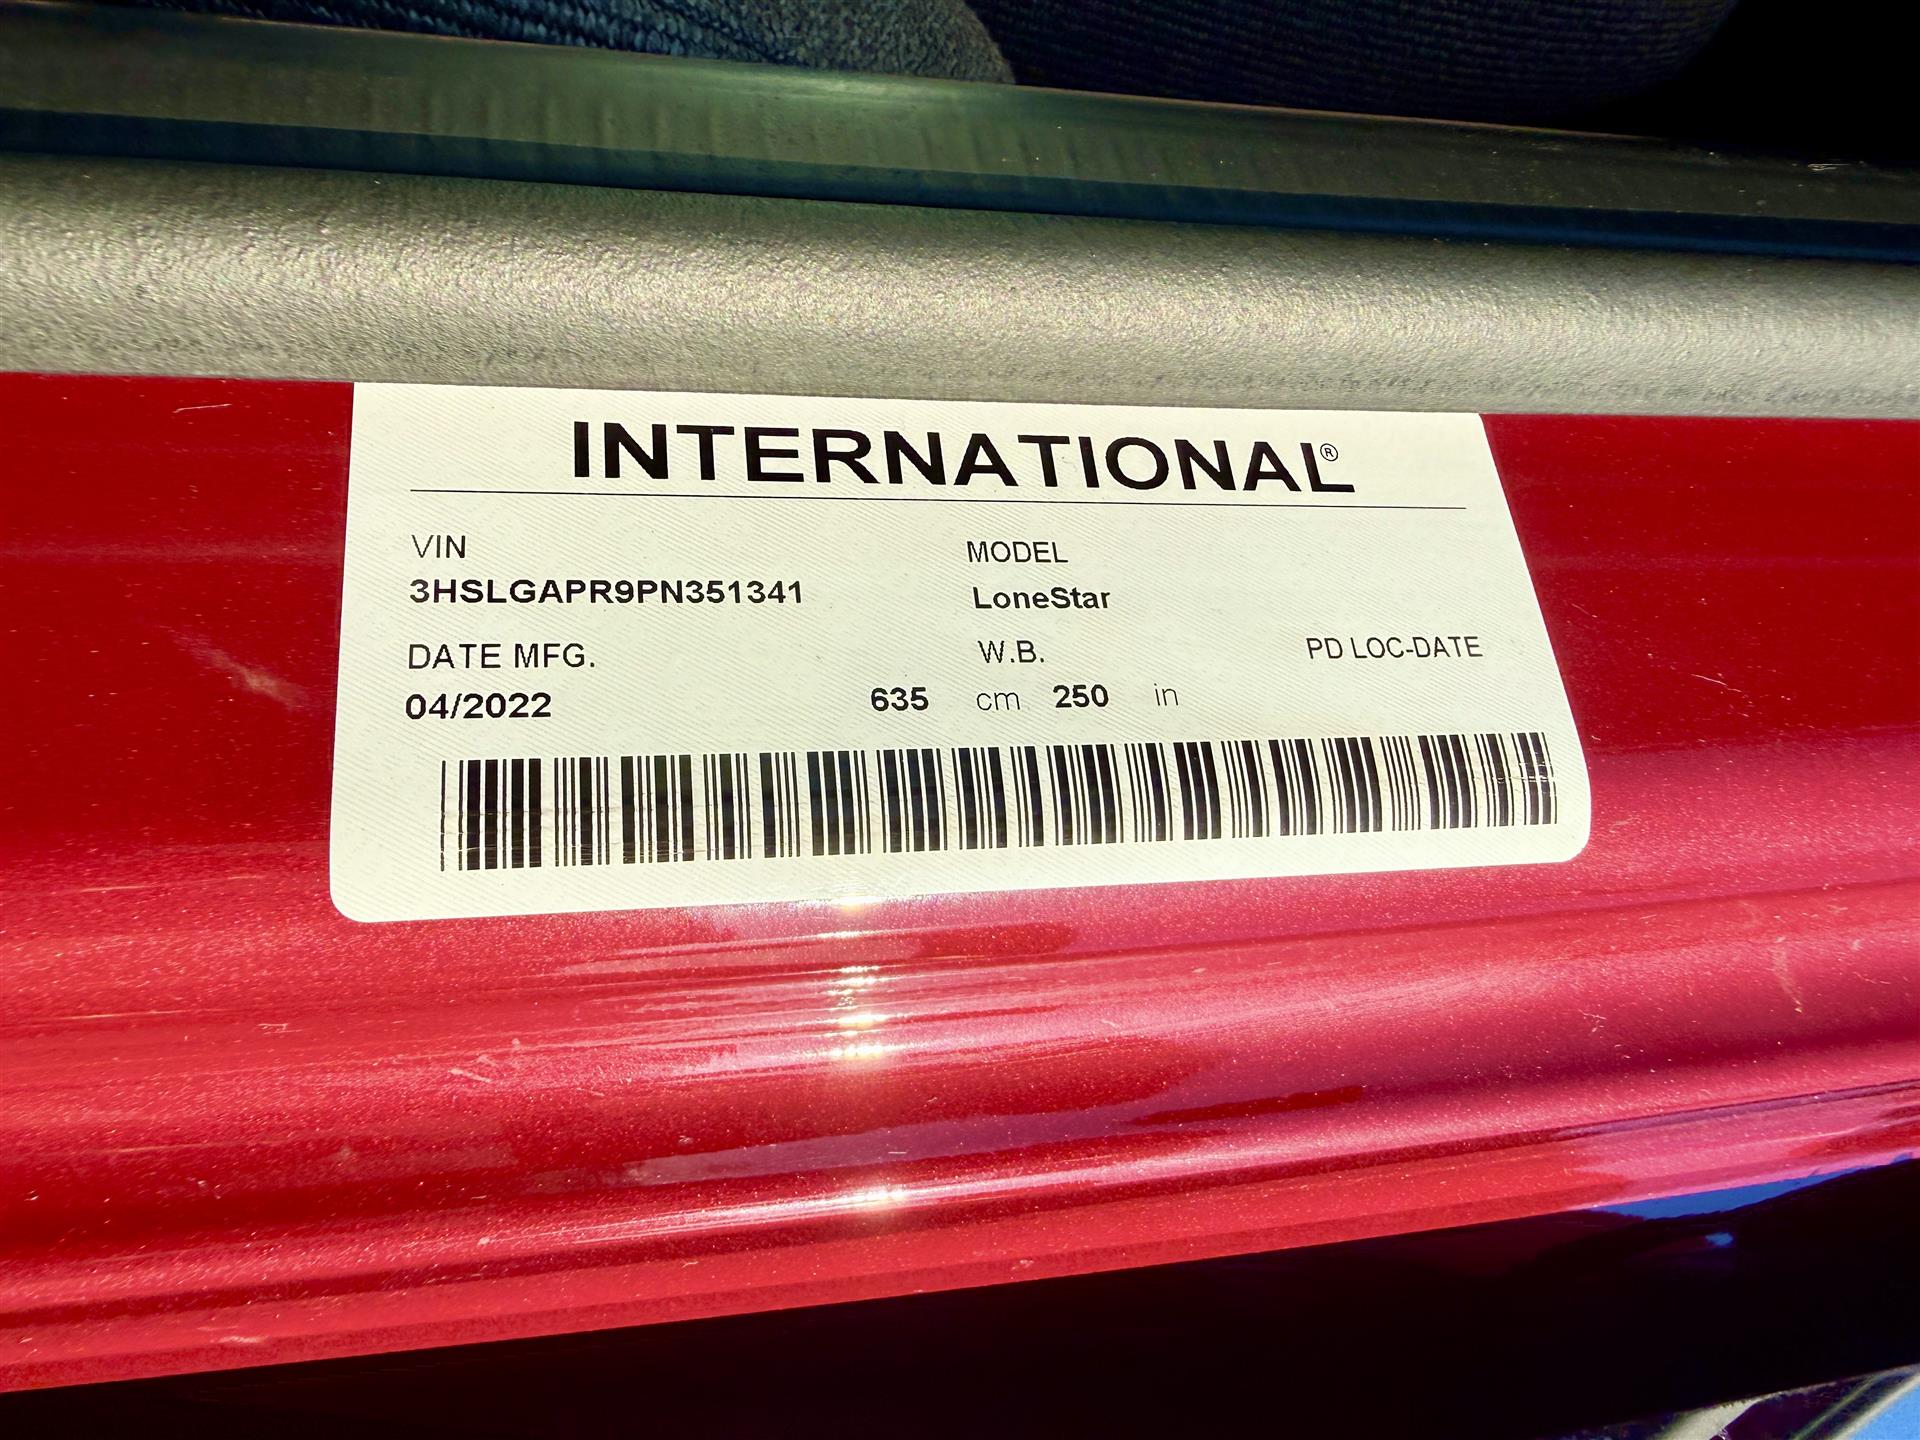 INTERNATIONAL®
VIN MODEL
3HSLGAPR9PN351341 LoneStar
DATE MFG. W.B. PD LOC-DATE
04/2022 635 cm 250 in